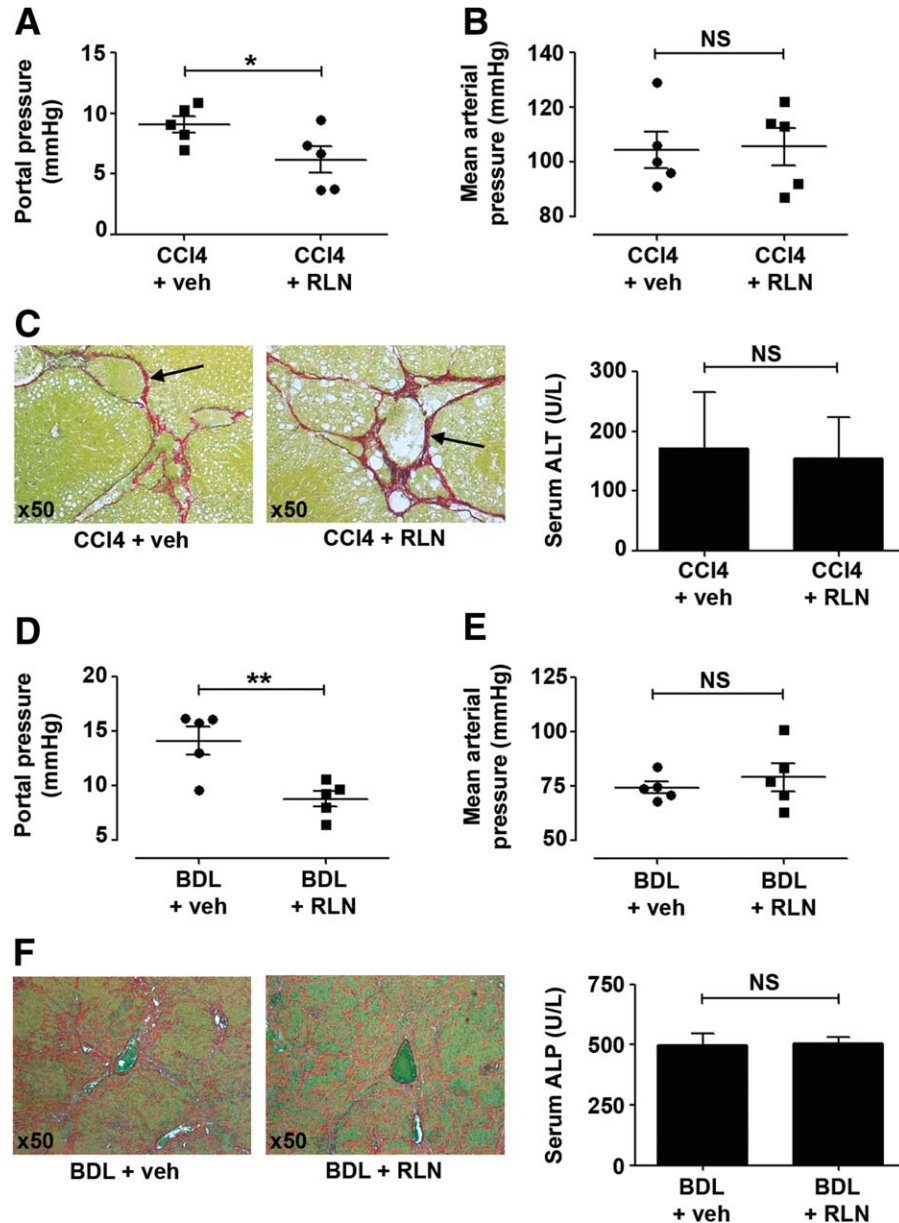 A
Portal pressure
(mmHg)
15
10
5
0
*
CCl4
+ veh
CCl4
+ RLN
B
Mean arterial
pressure (mmHg)
140
120
100
80
NS
CCl4
+ veh
CCl4
+ RLN
C
x50
CCl4 + veh
x50
CCl4 + RLN
Serum ALT (U/L)
300
200
100
0
NS
CCl4
+ veh
CCl4
+ RLN
D
Portal pressure
(mmHg)
20
15
10
5
**
BDL
+ veh
BDL
+ RLN
E
Mean arterial
pressure (mmHg)
125
100
75
50
NS
BDL
+ veh
BDL
+ RLN
F
x50
BDL + veh
x50
BDL + RLN
Serum ALP (U/L)
750
500
250
0
NS
BDL
+ veh
BDL
+ RLN